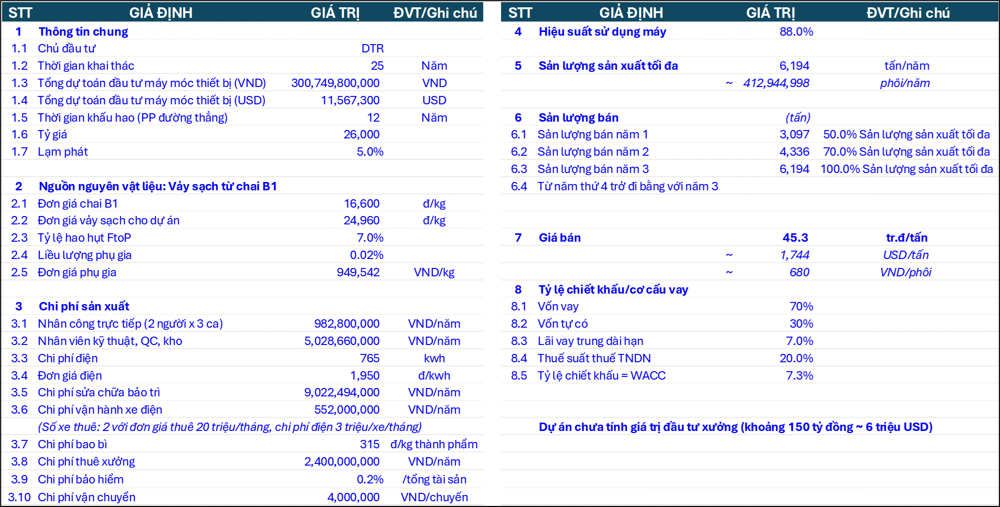 STT GIẢ ĐỊNH GIÁ TRỊ ĐVT/Ghi chú
1 Thông tin chung
1.1 Chủ đầu tư DTR
1.2 Thời gian khai thác 25 Năm
1.3 Tổng dự toán đầu tư máy móc thiết bị (VND) 300,749,800,000 VND
1.4 Tổng dự toán đầu tư máy móc thiết bị (USD) 11,567,300 USD
1.5 Thời gian khấu hao (PP đường thẳng) 12 Năm
1.6 Tỷ giá 26,000
1.7 Lạm phát 5.0%
2 Nguồn nguyên vật liệu: Vảy sạch từ chai B1
2.1 Đơn giá chai B1 16,600 đ/kg
2.2 Đơn giá vảy sạch cho dự án 24,960 đ/kg
2.3 Tỷ lệ hao hụt FtoP 7.0%
2.4 Liều lượng phụ gia 0.02%
2.5 Đơn giá phụ gia 949,542 VND/kg
3 Chi phí sản xuất
3.1 Nhân công trực tiếp (2 người x 3 ca) 982,800,000 VND/năm
3.2 Nhân viên kỹ thuật, QC, kho 5,028,660,000 VND/năm
3.3 Chi phí điện 765 kwh
3.4 Đơn giá điện 1,950 đ/kwh
3.5 Chi phí sửa chữa bảo trì 9,022,494,000 VND/năm
3.6 Chi phí vận hành xe điện 552,000,000 VND/năm
(Số xe thuê: 2 với đơn giá thuê 20 triệu/tháng, chi phí điện 3 triệu/xe/tháng)
3.7 Chi phí bao bì 315 đ/kg thành phẩm
3.8 Chi phí thuê xưởng 2,400,000,000 VND/năm
3.9 Chi phí bảo hiểm 0.2% /tổng tài sản
3.10 Chi phí vận chuyển 4,000,000 VND/chuyến
STT GIẢ ĐỊNH GIÁ TRỊ ĐVT/Ghi chú
4 Hiệu suất sử dụng máy 88.0%
5 Sản lượng sản xuất tối đa 6,194 tấn/năm
~ 412,944,998 phôi/năm
6 Sản lượng bán (tấn)
6.1 Sản lượng bán năm 1 3,097 50.0% Sản lượng sản xuất tối đa
6.2 Sản lượng bán năm 2 4,336 70.0% Sản lượng sản xuất tối đa
6.3 Sản lượng bán năm 3 6,194 100.0% Sản lượng sản xuất tối đa
6.4 Từ năm thứ 4 trở đi bằng với năm 3
7 Giá bán 45.3 tr.đ/tấn
~ 1,744 USD/tấn
~ 680 VND/phôi
8 Tỷ lệ chiết khấu/cơ cấu vay
8.1 Vốn vay 70%
8.2 Vốn tự có 30%
8.3 Lãi vay trung dài hạn 7.0%
8.4 Thuế suất thuế TNDN 20.0%
8.5 Tỷ lệ chiết khấu = WACC 7.3%
Dự án chưa tính giá trị đầu tư xưởng (khoảng 150 tỷ đồng ~ 6 triệu USD)